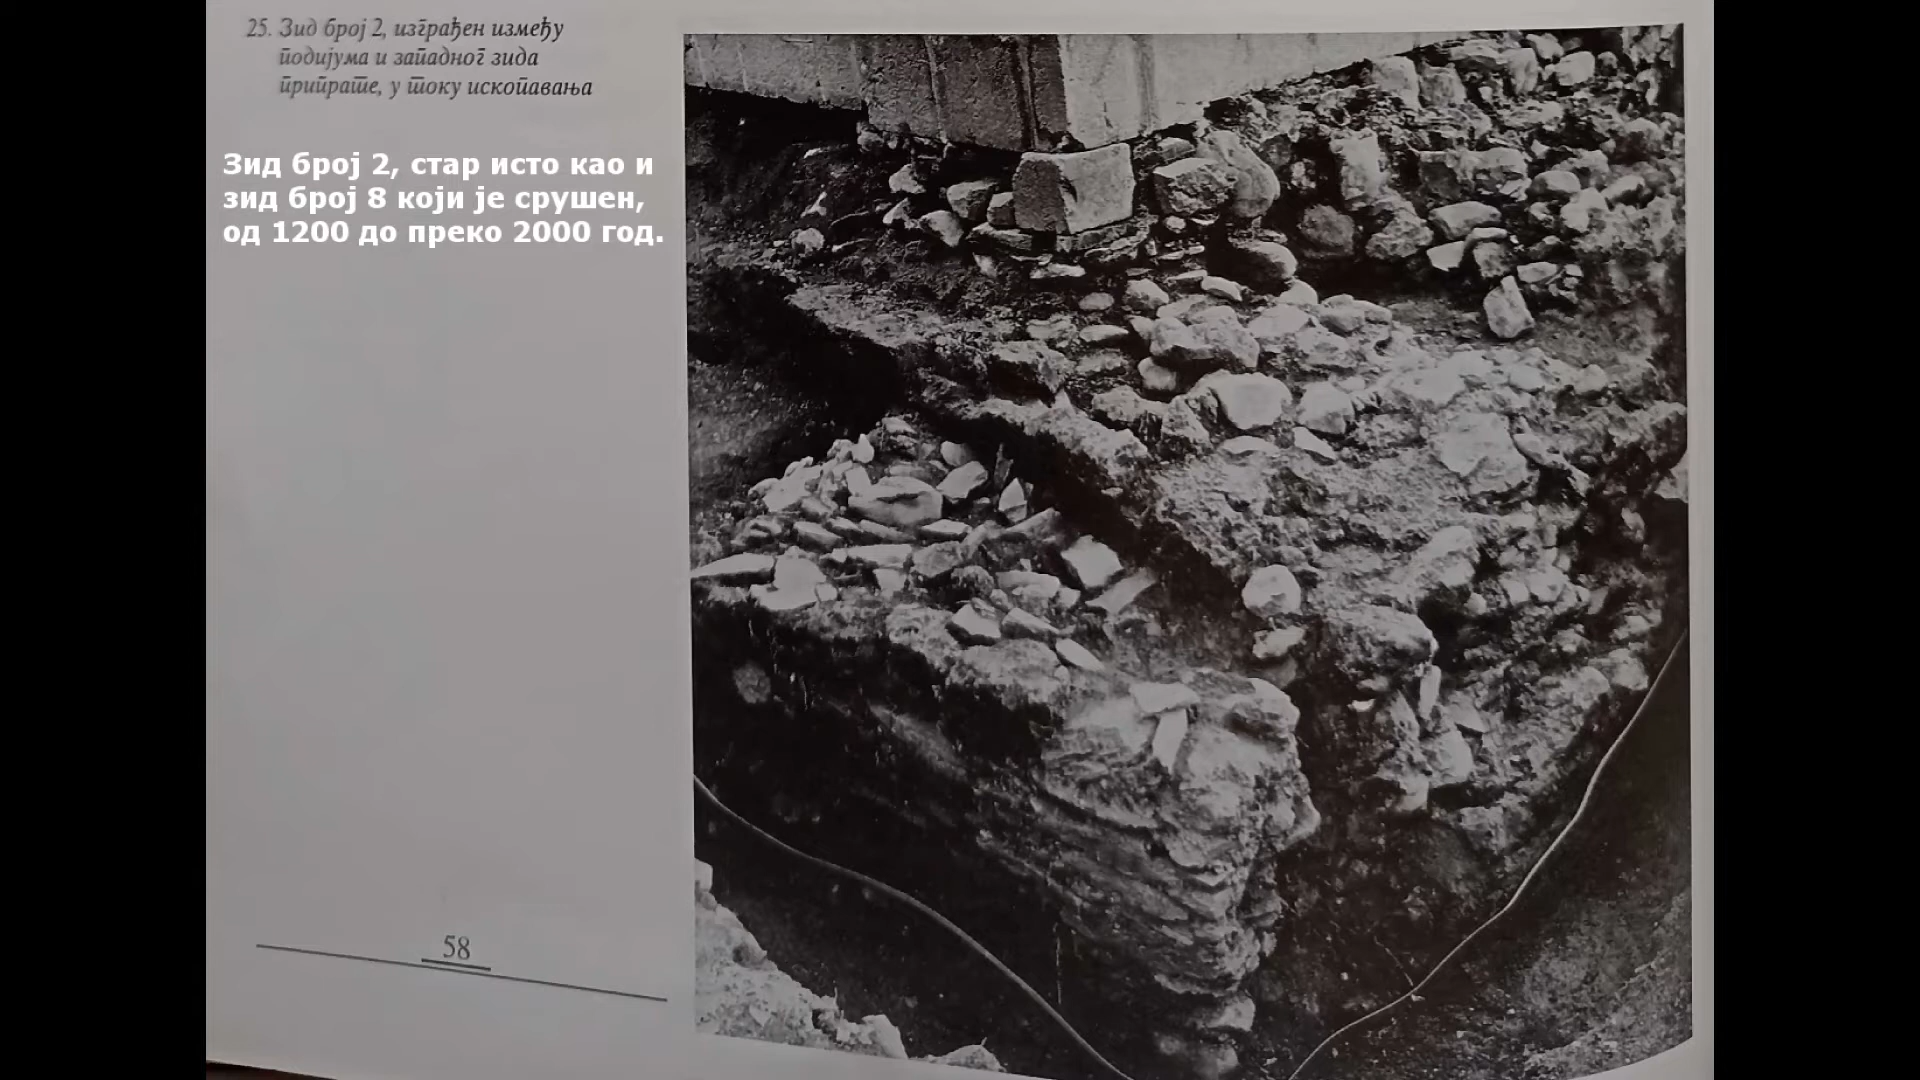 25. Зид број 2, изграђен између
подијума и западног зида
припрате, у току ископавања
Зид број 2, стар исто као и
зид број 8 који је срушен,
од 1200 до преко 2000 год.
58